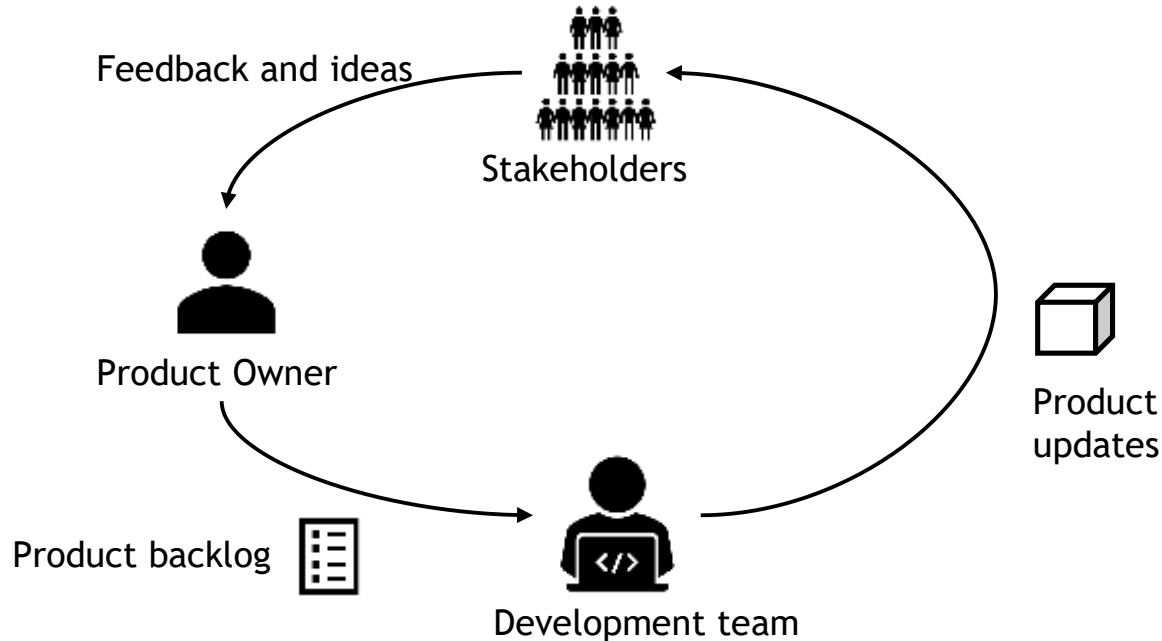 Feedback and ideas
Stakeholders
Product Owner
Product
updates
Product backlog
</>
Development team